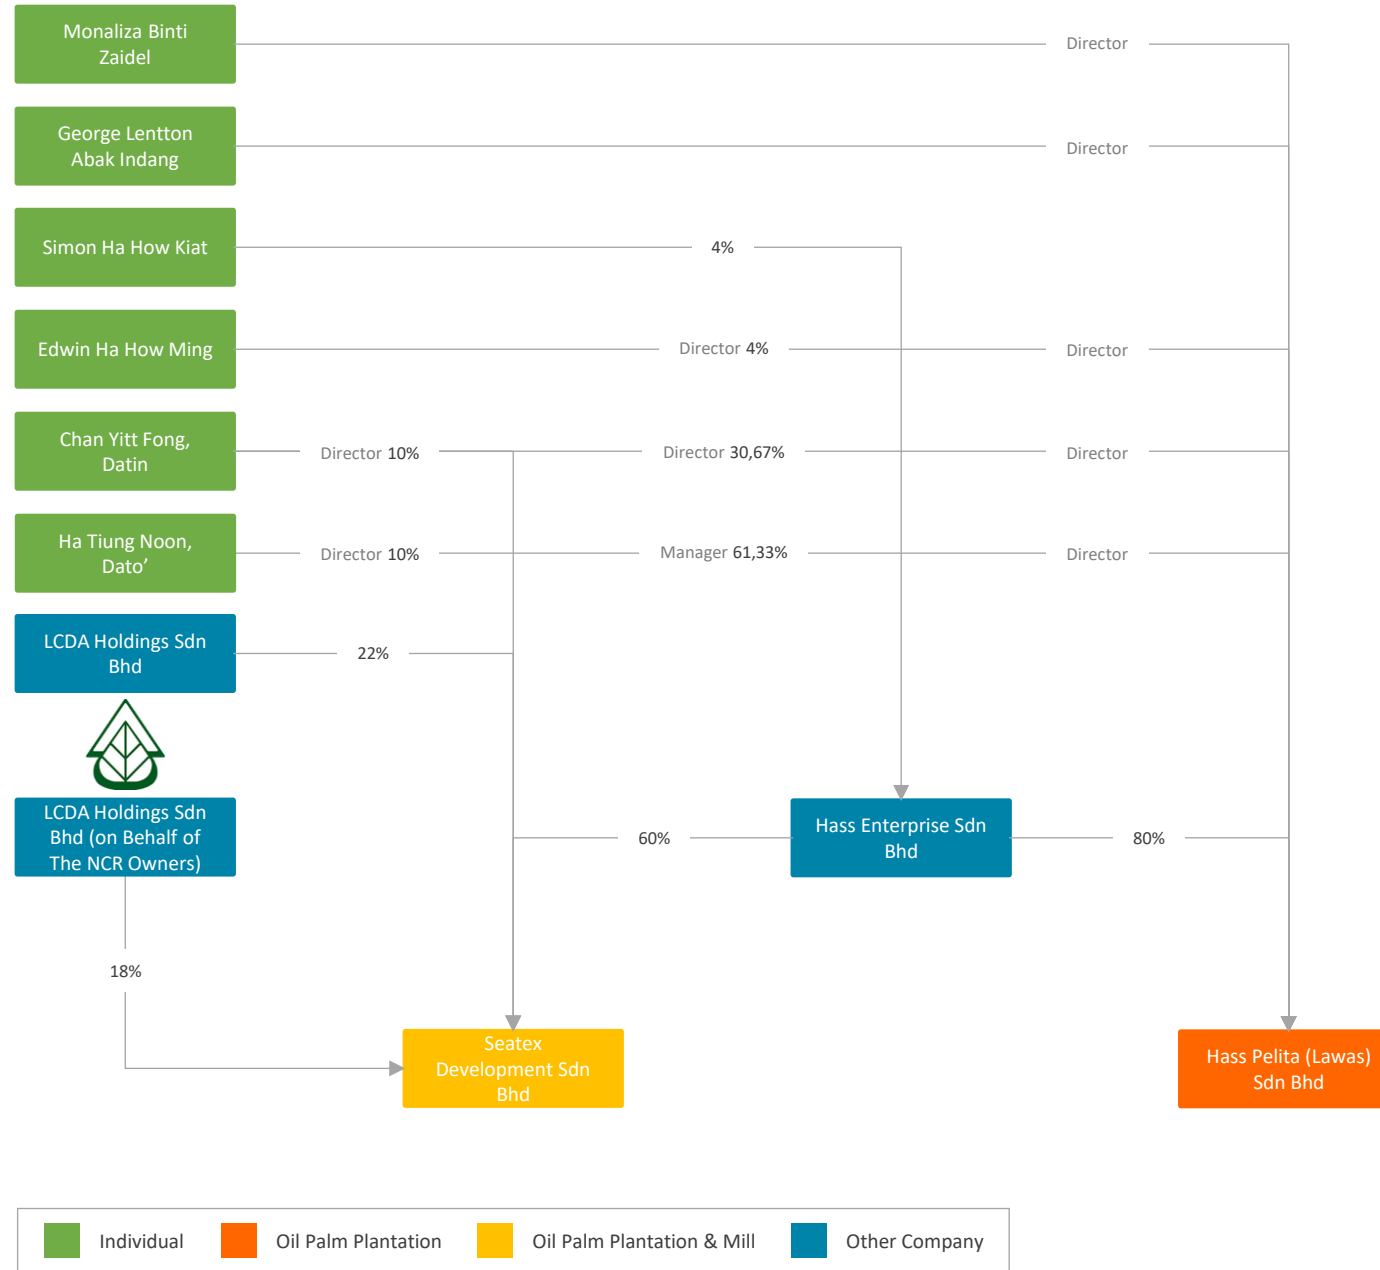 Monaliza Binti
Zaidel
Director
George Lentton
Abak Indang
Director
Simon Ha How Kiat
4%
Edwin Ha How Ming
Director 4%
Director
Chan Yitt Fong,
Datin
Director 10%
Director 30,67%
Director
Ha Tiung Noon,
Dato’
Director 10%
Manager 61,33%
Director
LCDA Holdings Sdn
Bhd
22%
LCDA Holdings Sdn
Bhd (on Behalf of
The NCR Owners)
60%
Hass Enterprise Sdn
Bhd
80%
18%
Seatex
Development Sdn
Bhd
Hass Pelita (Lawas)
Sdn Bhd
Individual
Oil Palm Plantation
Oil Palm Plantation & Mill
Other Company